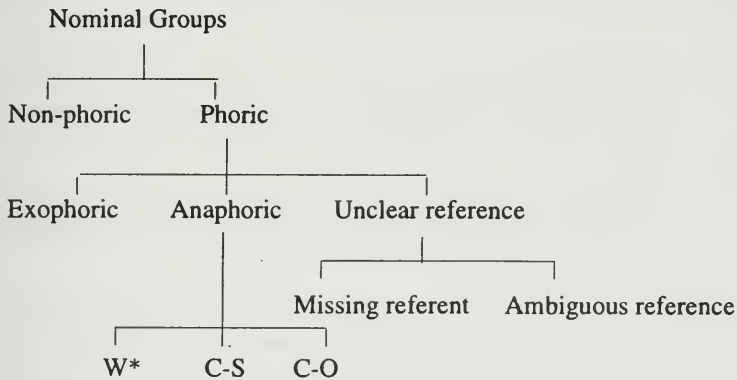 Nominal Groups
Non-phoric Phoric
Exophoric Anaphoric Unclear reference
Missing referent Ambiguous reference
W* C-S C-O